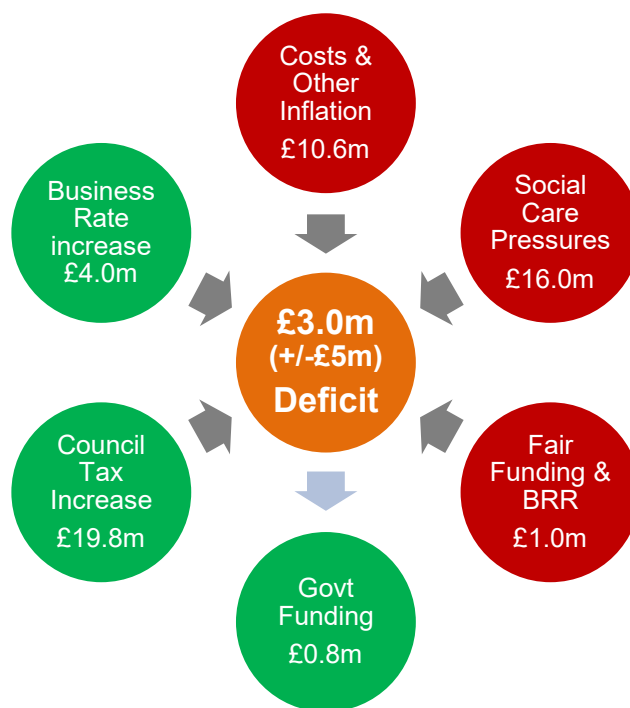 Costs &
Other
Inflation
£10.6m
Business
Rate
increase
£4.0m
Social
Care
Pressures
£16.0m
£3.0m
(+/-£5m)
Deficit
Council
Tax
Increase
£19.8m
Fair
Funding &
BRR
£1.0m
Govt
Funding
£0.8m